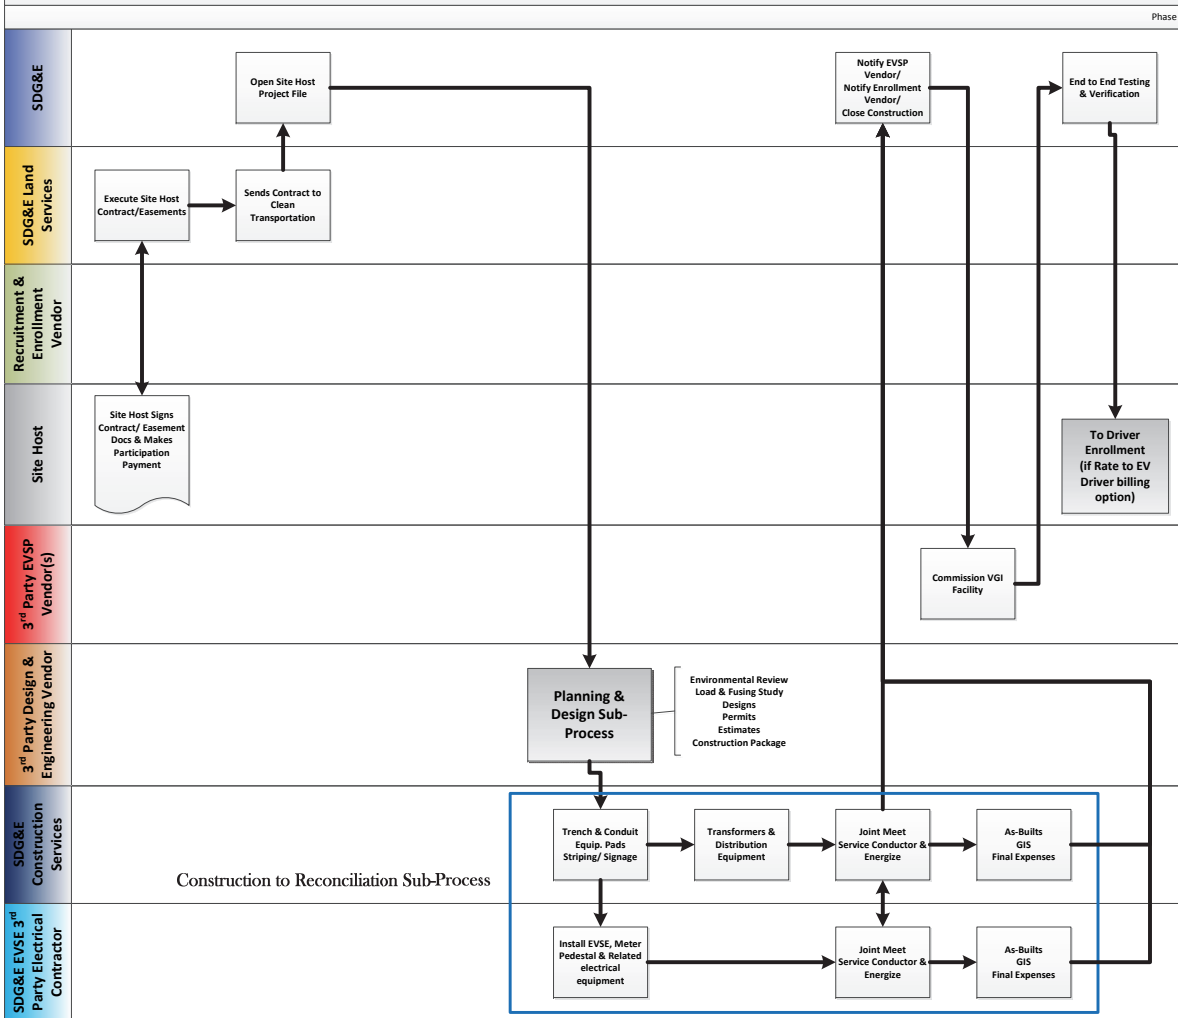 Phase
SDG&E
Open Site Host
Project File
Notify EVSP
Vendor/
Notify Enrollment
Vendor/
Close Construction
End to End Testing
& Verification
SDG&E Land
Services
Execute Site Host
Contract/Easements
Sends Contract to
Clean
Transportation
Recruitment &
Enrollment
Vendor
Site Host
Site Host Signs
Contract/ Easement
Docs & Makes
Participation
Payment
To Driver
Enrollment
(if Rate to EV
Driver billing
option)
3rd Party EVSP
Vendor(s)
Commission VGI
Facility
3rd Party Design &
Engineering Vendor
Planning &
Design Sub-
Process
Environmental Review
Load & Fusing Study
Designs
Permits
Estimates
Construction Package
SDG&E
Construction
Services
Trench & Conduit
Equip. Pads
Striping/ Signage
Transformers &
Distribution
Equipment
Joint Meet
Service Conductor &
Energize
As-Builts
GIS
Final Expenses
Construction to Reconciliation Sub-Process
SDG&E EVSE 3rd
Party Electrical
Contractor
Install EVSE, Meter
Pedestal & Related
electrical
equipment
Joint Meet
Service Conductor &
Energize
As-Builts
GIS
Final Expenses